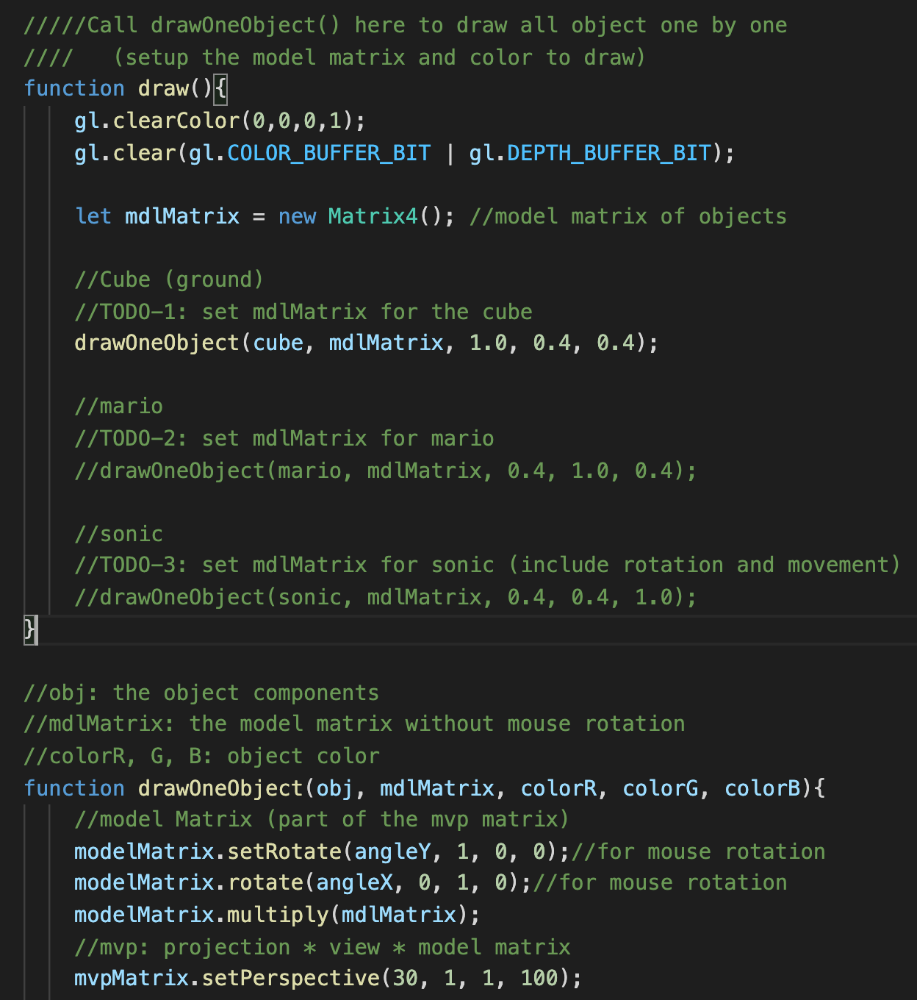 /////Call drawOneObject() here to draw all object one by one
////   (setup the model matrix and color to draw)
function draw(){
    gl.clearColor(0,0,0,1);
    gl.clear(gl.COLOR_BUFFER_BIT | gl.DEPTH_BUFFER_BIT);

    let mdlMatrix = new Matrix4(); //model matrix of objects

    //Cube (ground)
    //TODO-1: set mdlMatrix for the cube
    drawOneObject(cube, mdlMatrix, 1.0, 0.4, 0.4);

    //mario
    //TODO-2: set mdlMatrix for mario
    //drawOneObject(mario, mdlMatrix, 0.4, 1.0, 0.4);

    //sonic
    //TODO-3: set mdlMatrix for sonic (include rotation and movement)
    //drawOneObject(sonic, mdlMatrix, 0.4, 0.4, 1.0);
}

//obj: the object components
//mdlMatrix: the model matrix without mouse rotation
//colorR, G, B: object color
function drawOneObject(obj, mdlMatrix, colorR, colorG, colorB){
    //model Matrix (part of the mvp matrix)
    modelMatrix.setRotate(angleY, 1, 0, 0);//for mouse rotation
    modelMatrix.rotate(angleX, 0, 1, 0);//for mouse rotation
    modelMatrix.multiply(mdlMatrix);
    //mvp: projection * view * model matrix
    mvpMatrix.setPerspective(30, 1, 1, 100);